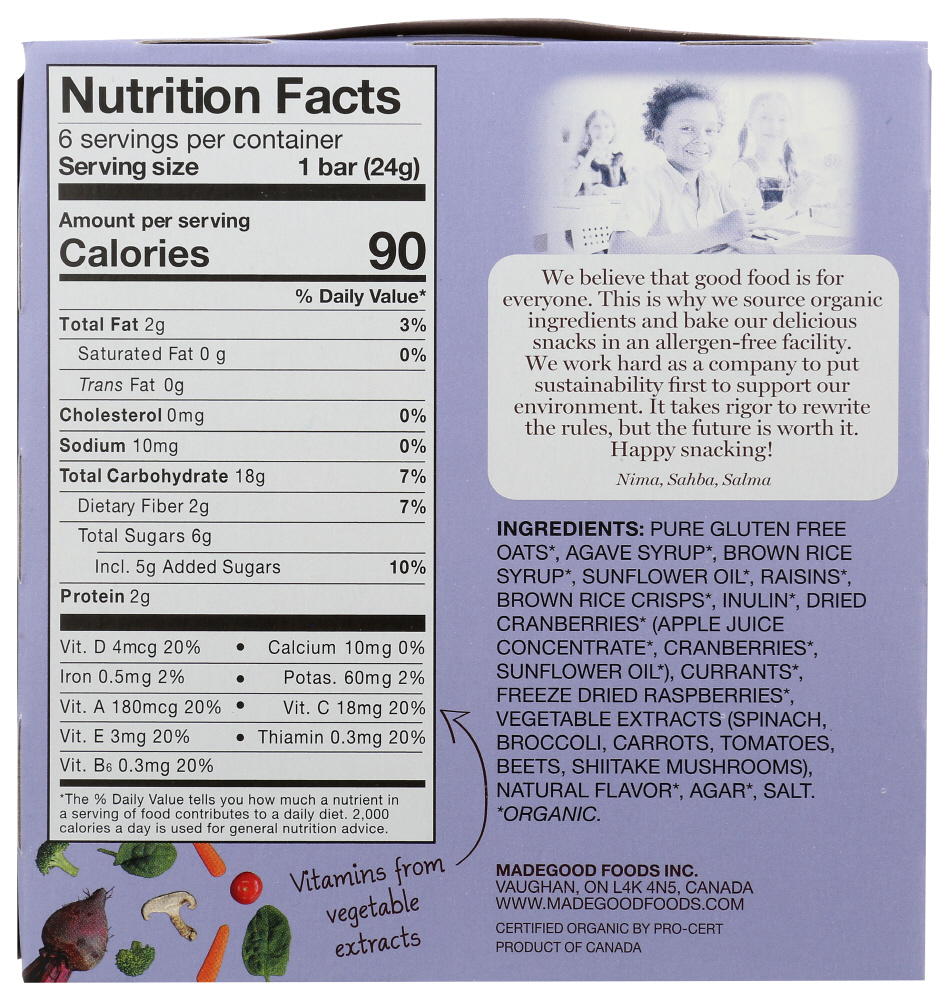 Nutrition Facts
6 servings per container
Serving size 1 bar (24g)
Amount per serving
Calories 90
% Daily Value*
Total Fat 2g 3%
Saturated Fat 0 g 0%
Trans Fat 0g
Cholesterol 0mg 0%
Sodium 10mg 0%
Total Carbohydrate 18g 7%
Dietary Fiber 2g 7%
Total Sugars 6g
Incl. 5g Added Sugars 10%
Protein 2g
Vit. D 4mcg 20% • Calcium 10mg 0%
Iron 0.5mg 2% • Potas. 60mg 2%
Vit. A 180mcg 20% • Vit. C 18mg 20%
Vit. E 3mg 20% • Thiamin 0.3mg 20%
Vit. B6 0.3mg 20%
*The % Daily Value tells you how much a nutrient in
a serving of food contributes to a daily diet. 2,000
calories a day is used for general nutrition advice.
Vitamins from
vegetable
extracts
We believe that good food is for
everyone. This is why we source organic
ingredients and bake our delicious
snacks in an allergen-free facility.
We work hard as a company to put
sustainability first to support our
environment. It takes rigor to rewrite
the rules, but the future is worth it.
Happy snacking!
Nima, Sahba, Salma
INGREDIENTS: PURE GLUTEN FREE
OATS*, AGAVE SYRUP*, BROWN RICE
SYRUP*, SUNFLOWER OIL*, RAISINS*,
BROWN RICE CRISPS*, INULIN*, DRIED
CRANBERRIES* (APPLE JUICE
CONCENTRATE*, CRANBERRIES*,
SUNFLOWER OIL*), CURRANTS*,
FREEZE DRIED RASPBERRIES*,
VEGETABLE EXTRACTS (SPINACH,
BROCCOLI, CARROTS, TOMATOES,
BEETS, SHIITAKE MUSHROOMS),
NATURAL FLAVOR*, AGAR*, SALT.
*ORGANIC.
MADEGOOD FOODS INC.
VAUGHAN, ON L4K 4N5, CANADA
WWW.MADEGOODFOODS.COM
CERTIFIED ORGANIC BY PRO-CERT
PRODUCT OF CANADA